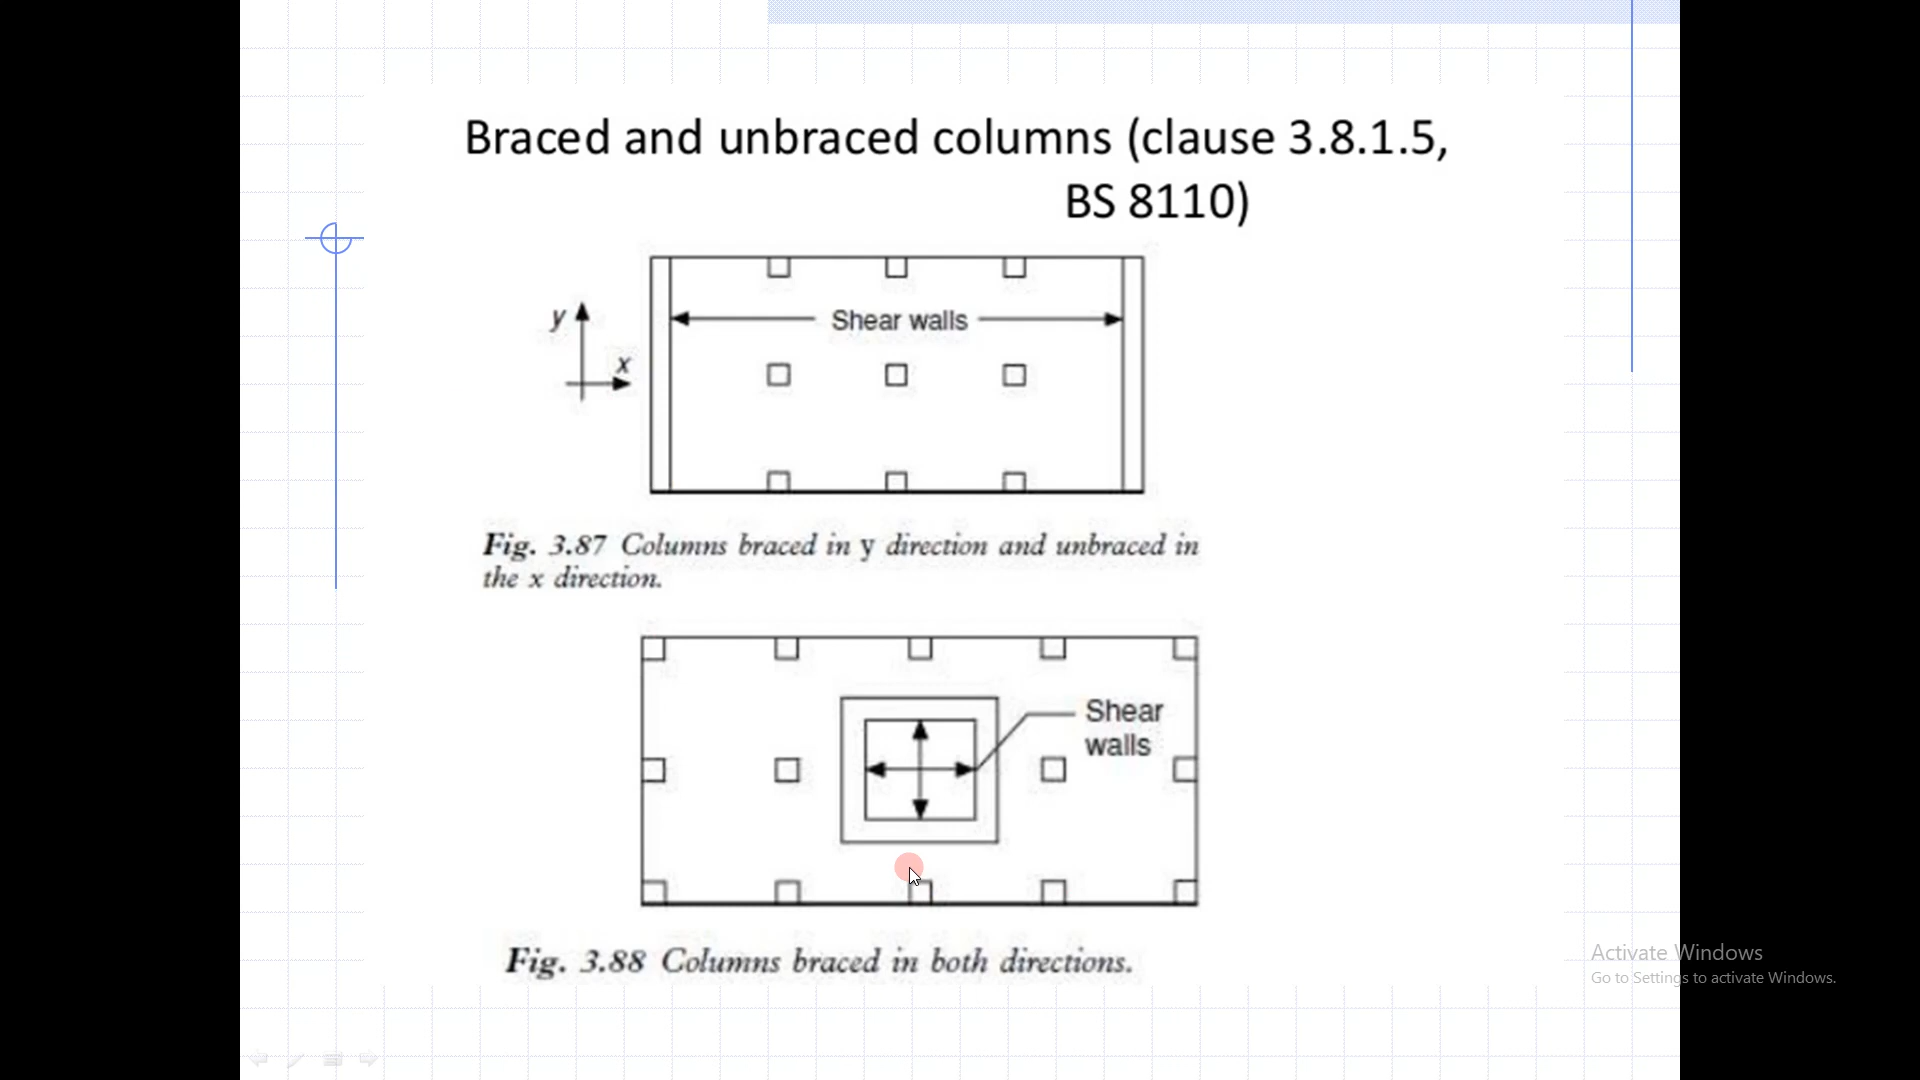 Braced and unbraced columns (clause 3.8.1.5,
BS 8110)
Shear walls
y
x
Fig. 3.87 Columns braced in y direction and unbraced in
the x direction.
Shear
walls
Fig. 3.88 Columns braced in both directions.
Activate Windows
Go to Settings to activate Windows.